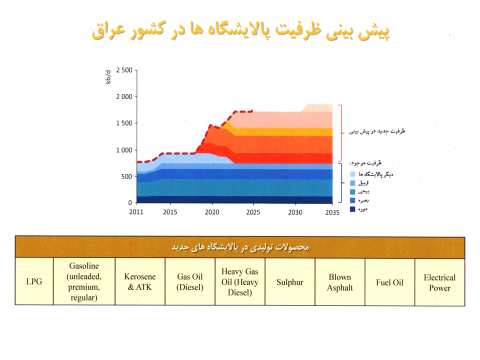 پیش بینی ظرفیت پالایشگاه ها در کشور عراق
kb/d
2 500
2 000
1 500
1 000
500
0
2011 2015 2020 2025 2030 2035
ظرفیت جدید در پیش بینی
ظرفیت موجود:
دیگر پالایشگاه ها
اربیل
بیجی
بصره
دوره
محصولات تولیدی در پالایشگاه های جدید
LPG
Gasoline (unleaded, premium, regular)
Kerosene & ATK
Gas Oil (Diesel)
Heavy Gas Oil (Heavy Diesel)
Sulphur
Blown Asphalt
Fuel Oil
Electrical Power